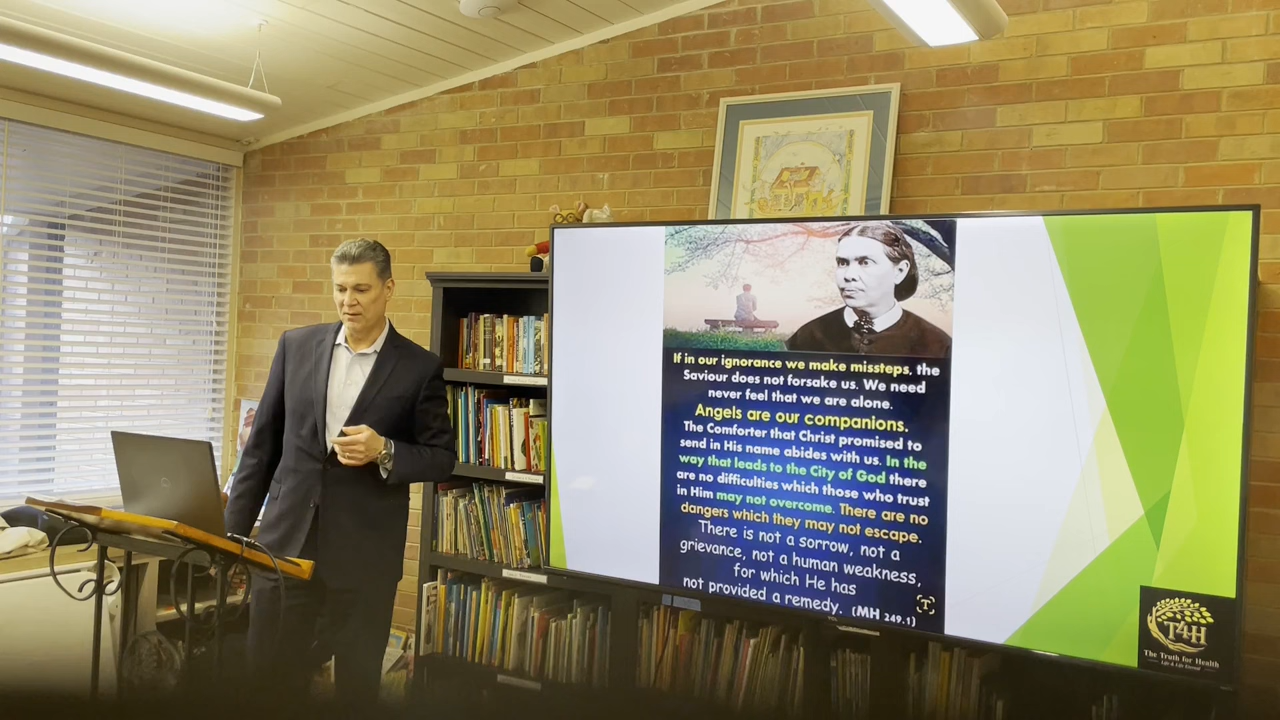 If in our ignorance we make missteps, the
Saviour does not forsake us. We need
never feel that we are alone.
Angels are our companions.
The Comforter that Christ promised to
send in His name abides with us. In the
way that leads to the City of God there
are no difficulties which those who trust
in Him may not overcome. There are no
dangers which they may not escape.
There is not a sorrow, not a
grievance, not a human weakness,
for which He has
not provided a remedy. (MH 249.1)
T
T4H
The Truth for Health
Life & Life Eternal
TCL